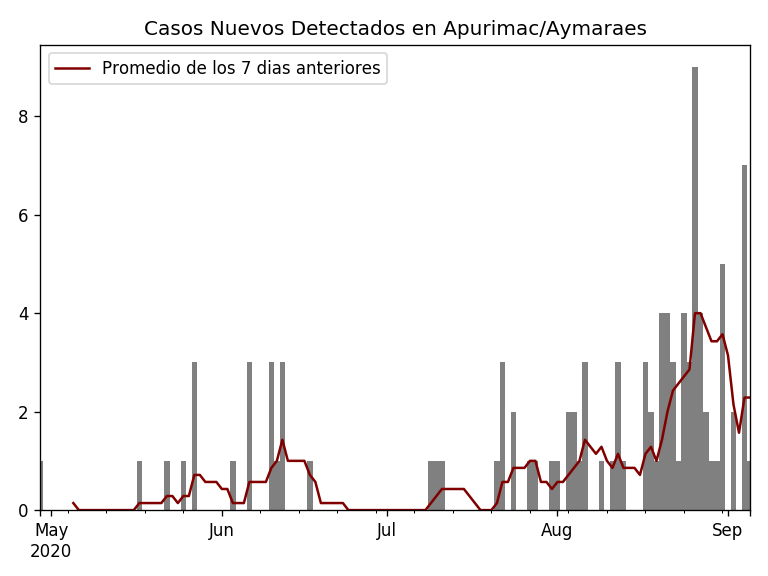 Casos Nuevos Detectados en Apurimac/Aymaraes
Promedio de los 7 dias anteriores
8
6
4
2
0
May Jun Jul Aug Sep
2020